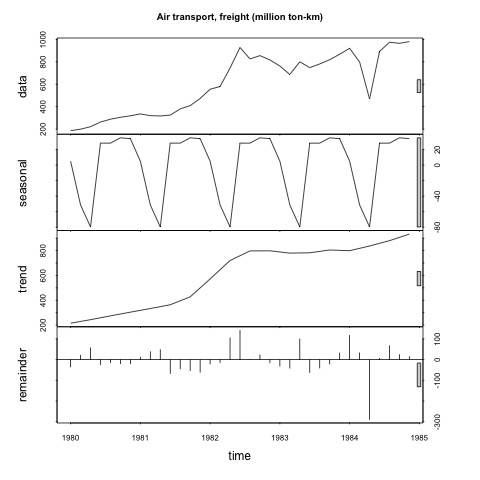 Air transport, freight (million ton-km)
data
200 400 600 800 1000
seasonal
-80 -40 0 20
trend
200 400 600 800
remainder
-300 -100 0 100
1980 1981 1982 1983 1984 1985
time